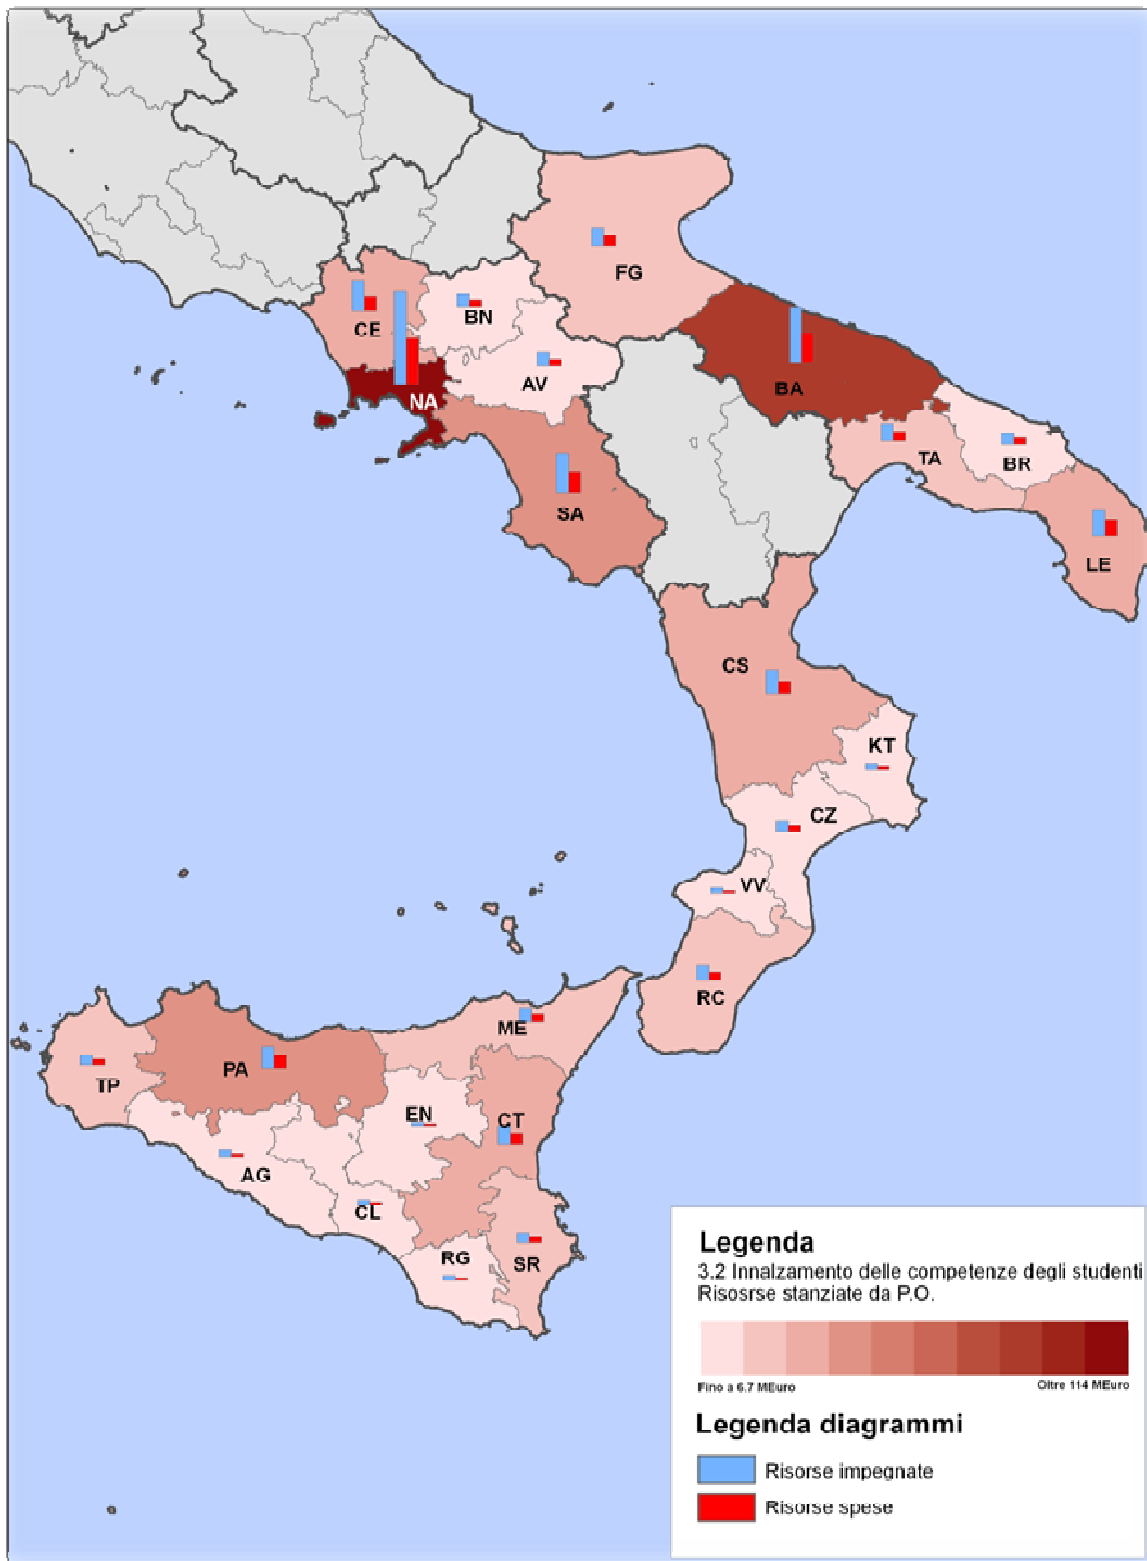 FG
CE
BN
AV
NA
BA
TA
BR
SA
LE
CS
KT
CZ
VV
RC
ME
PA
TP
EN
CT
AG
CL
RG
SR
Legenda
3.2 Innalzamento delle competenze degli studenti
Risosrse stanziate da P.O.
Fino a 6.7 MEuro
Oltre 114 MEuro
Legenda diagrammi
Risorse impegnate
Risorse spese